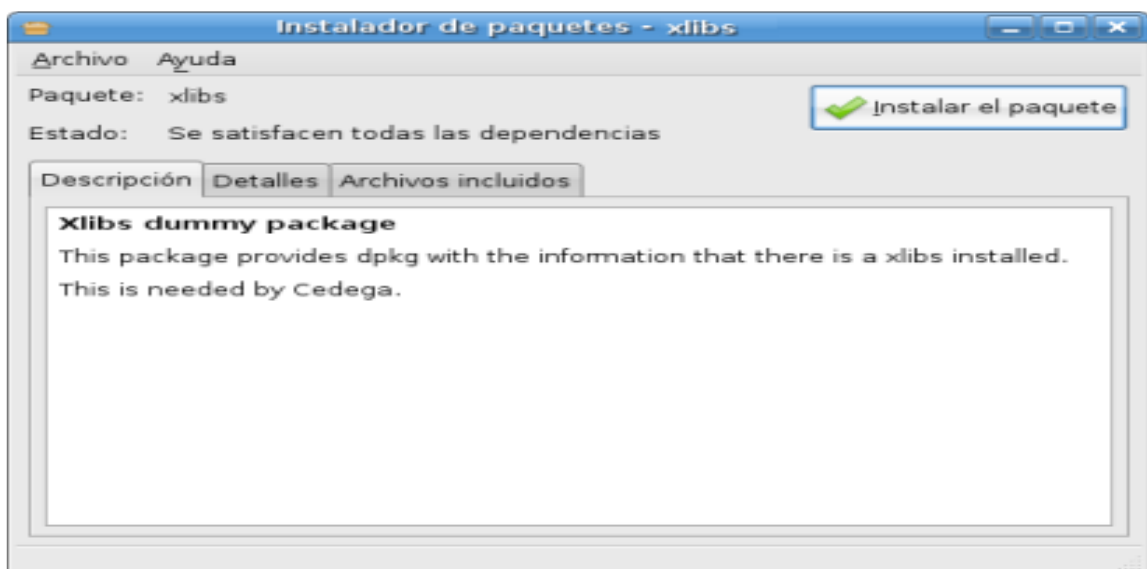 Instalador de paquetes - xlibs
Archivo Ayuda
Paquete: xlibs
Instalar el paquete
Estado: Se satisfacen todas las dependencias
Descripción Detalles Archivos incluidos
Xlibs dummy package
This package provides dpkg with the information that there is a xlibs installed.
This is needed by Cedega.